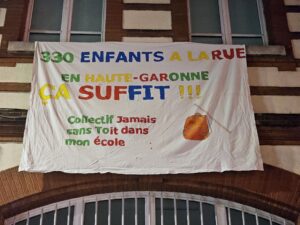 330 ENFANTS A LA RUE
EN HAUTE-GARONNE
ÇA SUFFIT !!!
Collectif Jamais
sans Toit dans
mon école